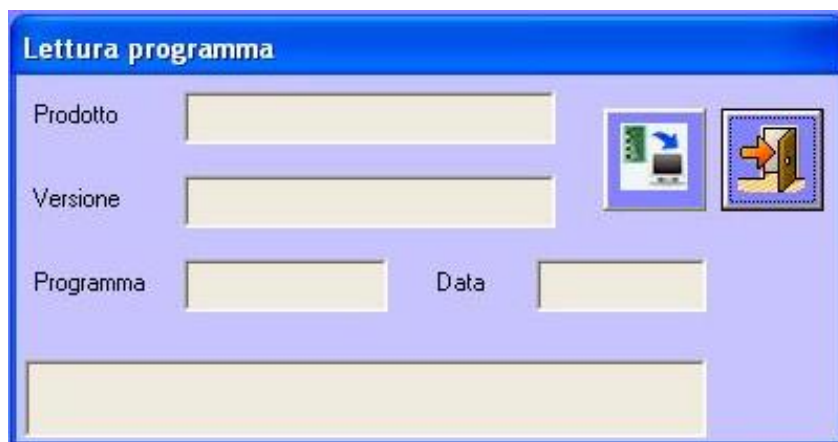 Lettura programma
Prodotto
Versione
Programma
Data